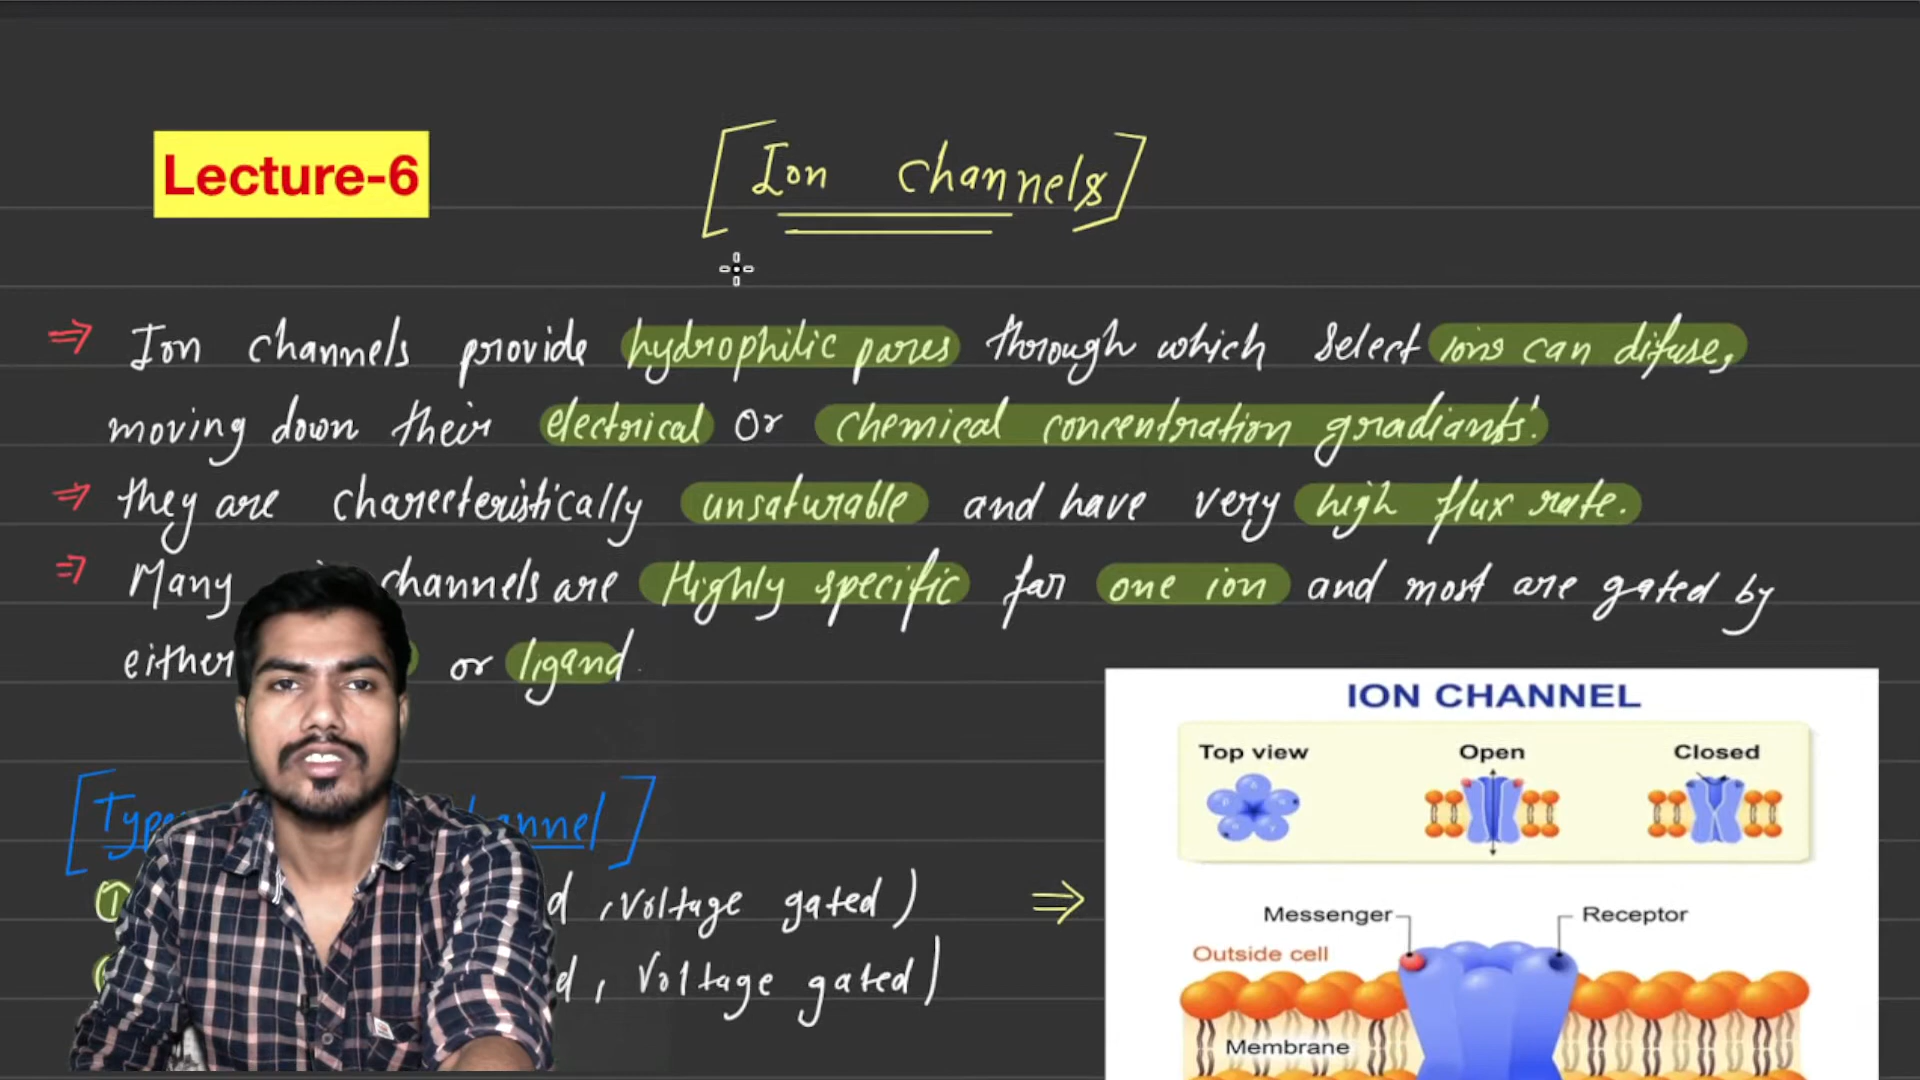 Lecture-6
[Ion channels]
⇒ Ion channels provide hydrophilic pores through which select ions can difuse,
moving down their electrical Or chemical concentration gradiants!
⇒ they are charecteristically unsaturable and have very high flux rate.
⇒ Many channels are Highly specific for one ion and most are gated by
either or ligand.
ION CHANNEL
Top view Open Closed
, voltage gated)
⇒
, Voltage gated)
Messenger Receptor
Outside cell
Membrane